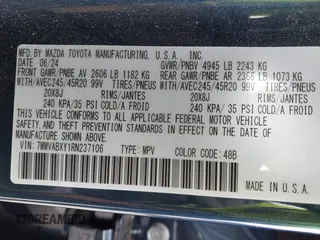 MFD. BY MAZDA TOYOTA MANUFACTURING, U.S.A., INC.
DATE 06/24 GVWR/PNBV 4945 LB 2243 KG
FRONT GAWR/PNBE AV 2606 LB 1182 KG REAR GAWR/PNBE AR 2366 LB 1073 KG
WITH/AVEC245/45R20 99V TIRES/PNEUS WITH/AVEC245/45R20 99V TIRES/PNEUS
20X8J RIMS/JANTES 20X8J RIMS/JANTES
240 KPA/ 35 PSI COLD/A FROID 240 KPA/ 35 PSI COLD/A FROID
THIS VEHICLE CONFORMS TO ALL APPLICABLE
FEDERAL MOTOR VEHICLE SAFETY AND
BUMPER STANDARDS IN EFFECT ON THE DATE OF
MANUFACTURE SHOWN ABOVE.
VIN: 7MMVABXY1RN237106 TYPE: MPV COLOR CODE: 48B
MADE IN U.S.A